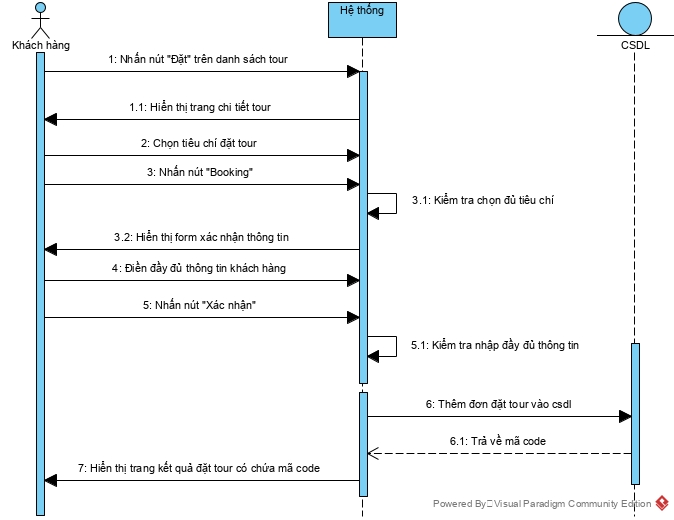 Hệ thống
Khách hàng
CSDL
1: Nhấn nút "Đặt" trên danh sách tour
1.1: Hiển thị trang chi tiết tour
2: Chọn tiêu chí đặt tour
3: Nhấn nút "Booking"
3.1: Kiểm tra chọn đủ tiêu chí
3.2: Hiển thị form xác nhận thông tin
4: Điền đầy đủ thông tin khách hàng
5: Nhấn nút "Xác nhận"
5.1: Kiểm tra nhập đầy đủ thông tin
6: Thêm đơn đặt tour vào csdl
6.1: Trả về mã code
7: Hiển thị trang kết quả đặt tour có chứa mã code
Powered By Visual Paradigm Community Edition